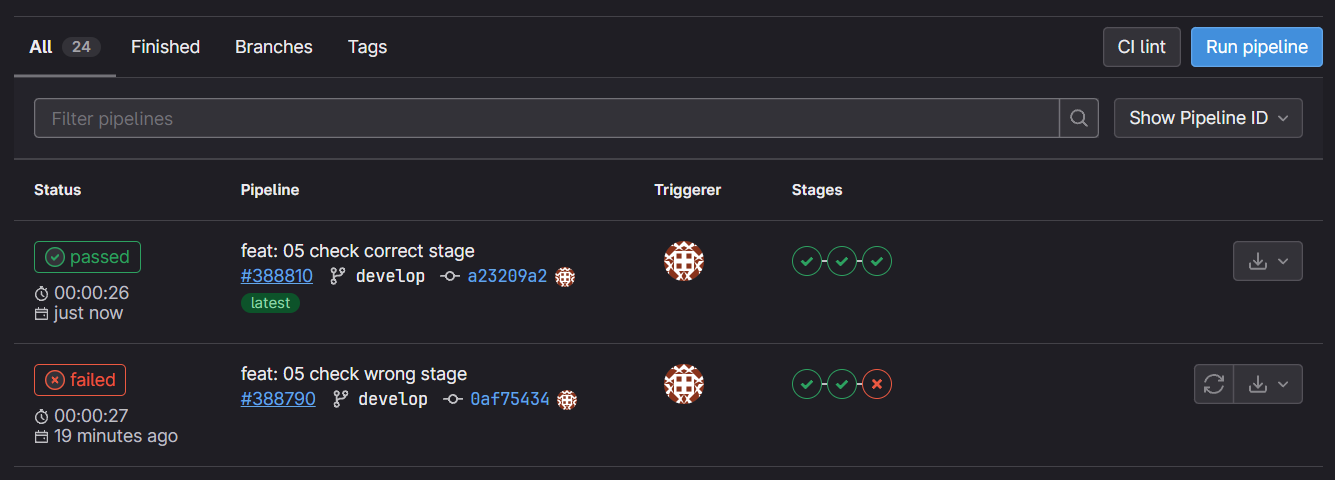 All 24 Finished Branches Tags CI lint Run pipeline
Filter pipelines Show Pipeline ID
Status Pipeline Triggerer Stages
passed feat: 05 check correct stage
#388810 develop a23209a2
00:00:26 latest
just now
failed feat: 05 check wrong stage
#388790 develop 0af75434
00:00:27
19 minutes ago